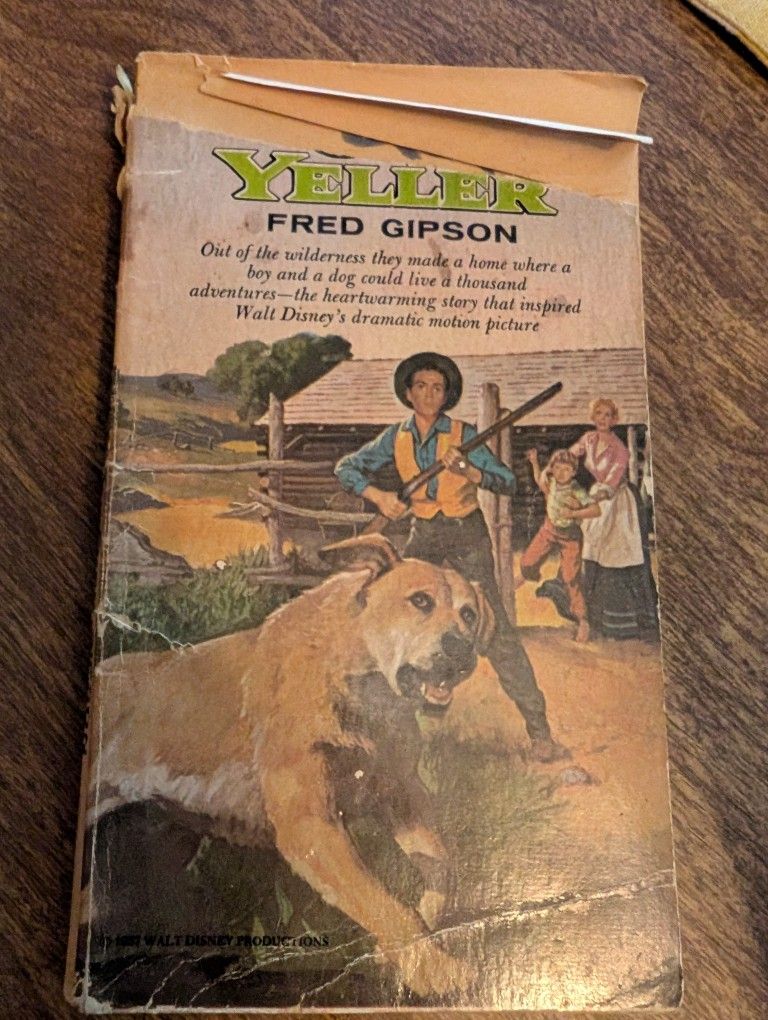 YELLER
FRED GIPSON
Out of the wilderness they made a home where a
boy and a dog could live a thousand
adventures—the heartwarming story that inspired
Walt Disney's dramatic motion picture
© 1957 WALT DISNEY PRODUCTIONS